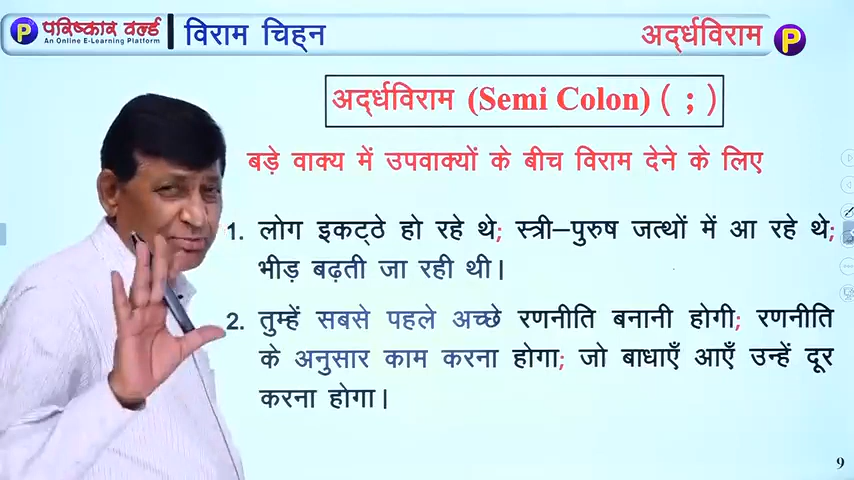 परिष्कार वर्ल्ड
An Online E-Learning Platform
विराम चिह्न
अर्द्धविराम
P
P
अर्द्धविराम (Semi Colon) ( ; )
बड़े वाक्य में उपवाक्यों के बीच विराम देने के लिए
1. लोग इकट्ठे हो रहे थे; स्त्री–पुरुष जत्थों में आ रहे थे;
भीड़ बढ़ती जा रही थी।
2. तुम्हें सबसे पहले अच्छे रणनीति बनानी होगी; रणनीति
के अनुसार काम करना होगा; जो बाधाएँ आएँ उन्हें दूर
करना होगा।
9